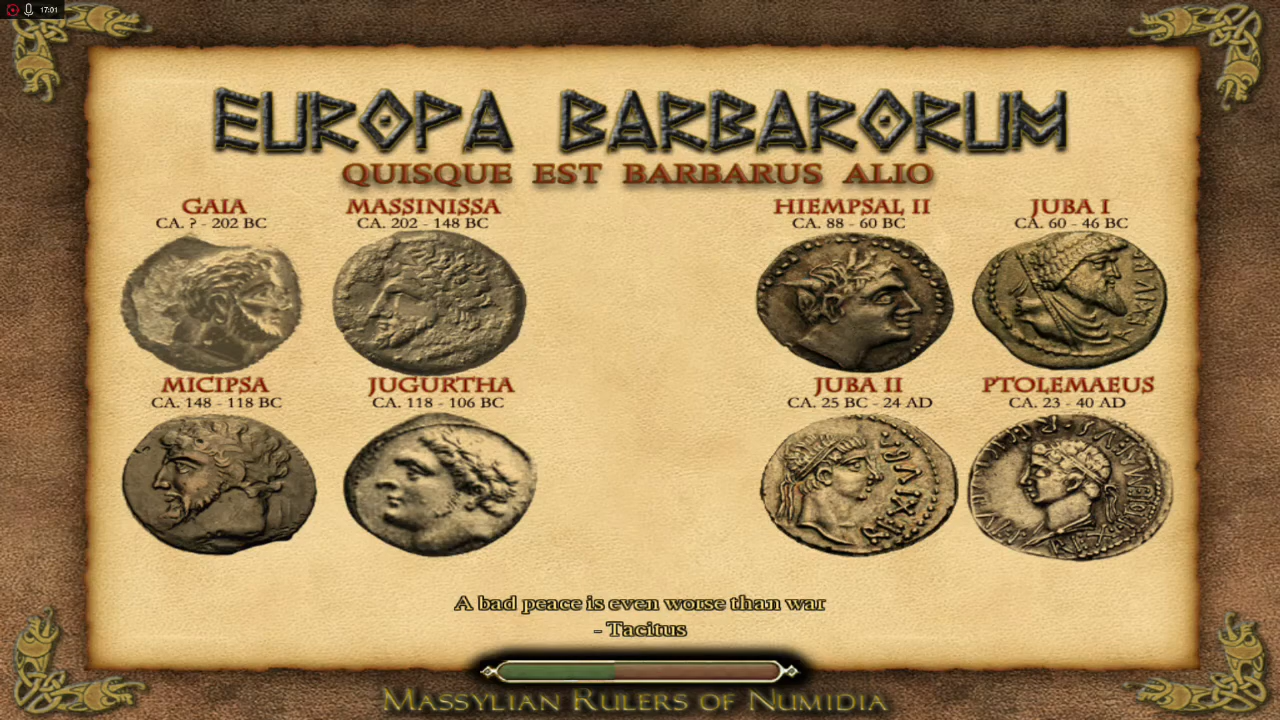 17:01
EUROPA BARBARORUM
QUISQUE EST BARBARUS ALIO
GAIA
CA. ? - 202 BC
MASSINISSA
CA. 202 - 148 BC
HIEMPSAL II
CA. 88 - 60 BC
JUBA I
CA. 60 - 46 BC
MICIPSA
CA. 148 - 118 BC
JUGURTHA
CA. 118 - 106 BC
JUBA II
CA. 25 BC - 24 AD
PTOLEMAEUS
CA. 23 - 40 AD
REX
A bad peace is even worse than war
- Tacitus
MASSYLIAN RULERS OF NUMIDIA